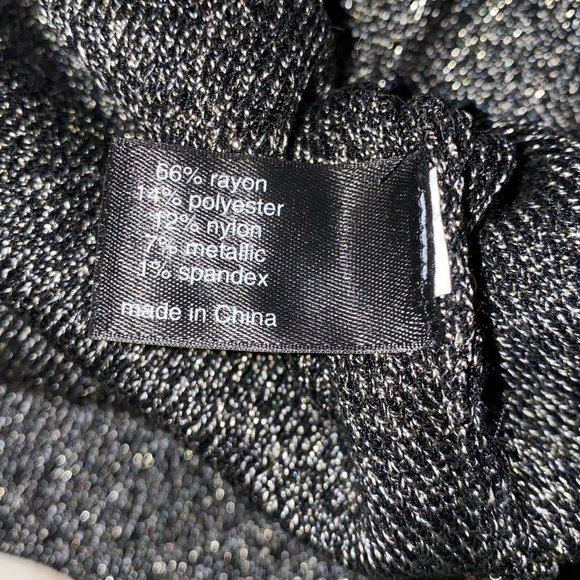 66% rayon
14% polyester
12% nylon
7% metallic
1% spandex
made in China